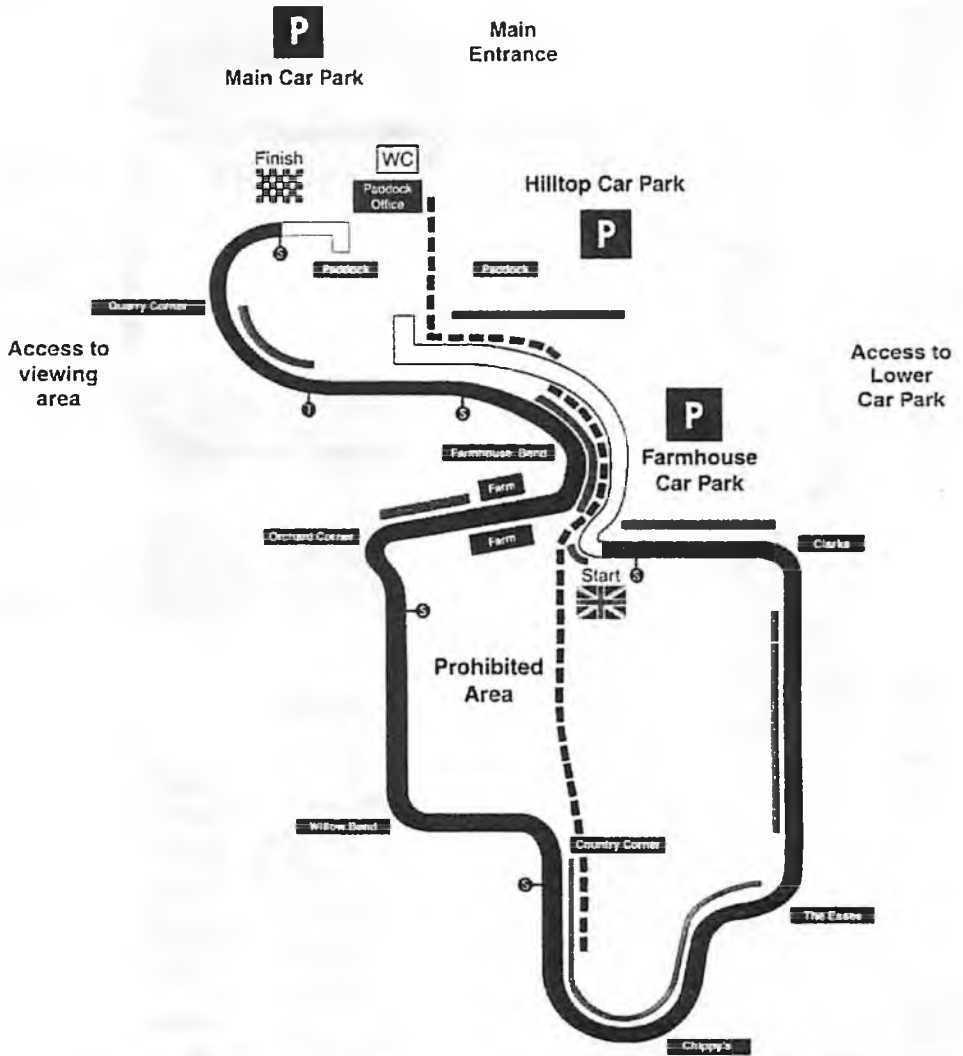 P
Main Car Park
Main
Entrance
Finish
WC
Paddock
Office
Hilltop Car Park
P
S
Paddock
Paddock
Quarry Corner
Access to
viewing
area
Access to
Lower
Car Park
P
Farmhouse
Car Park
T
S
Farmhouse Bend
Farm
Orchard Corner
Farm
Clarks
Start
S
S
Prohibited
Area
Willow Bend
Country Corner
S
The Esses
Chippy's